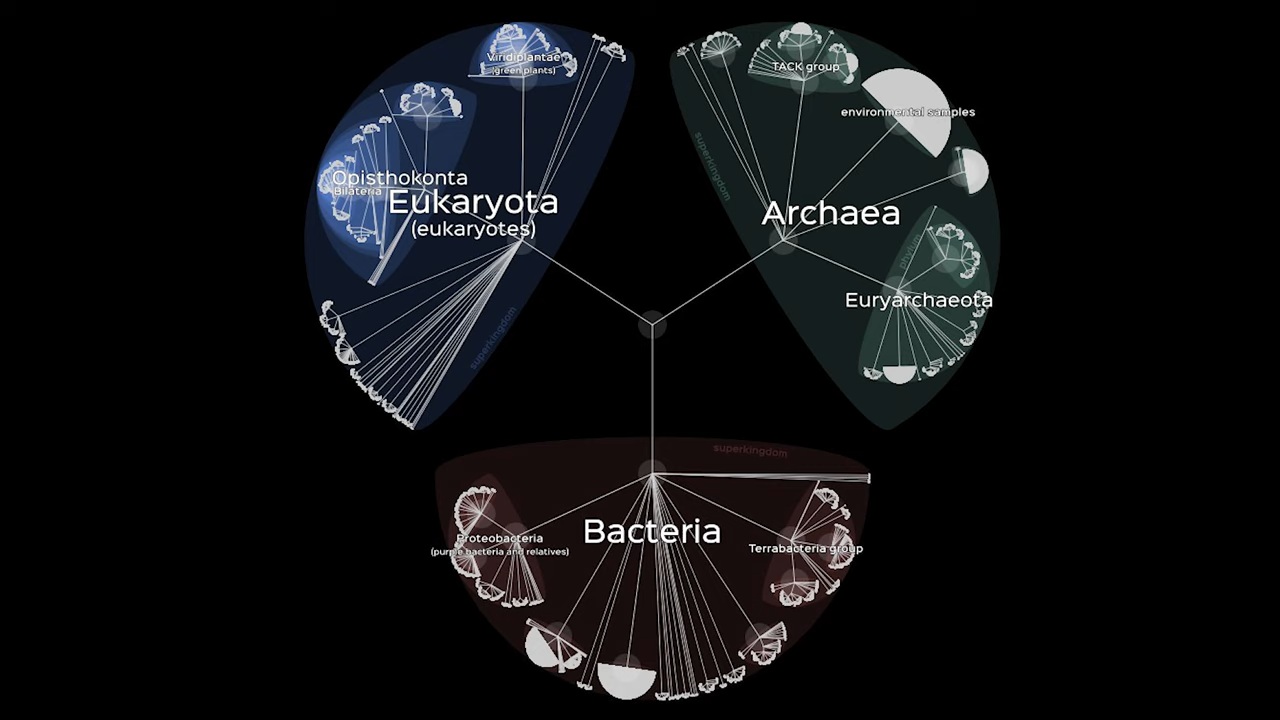 Viridiplantae
(green plants)
Opisthokonta
Bilateria
Eukaryota
(eukaryotes)
superkingdom
TACK group
environmental samples
superkingdom
Archaea
phylum
Euryarchaeota
superkingdom
Bacteria
Proteobacteria
(purple bacteria and relatives)
Terrabacteria group